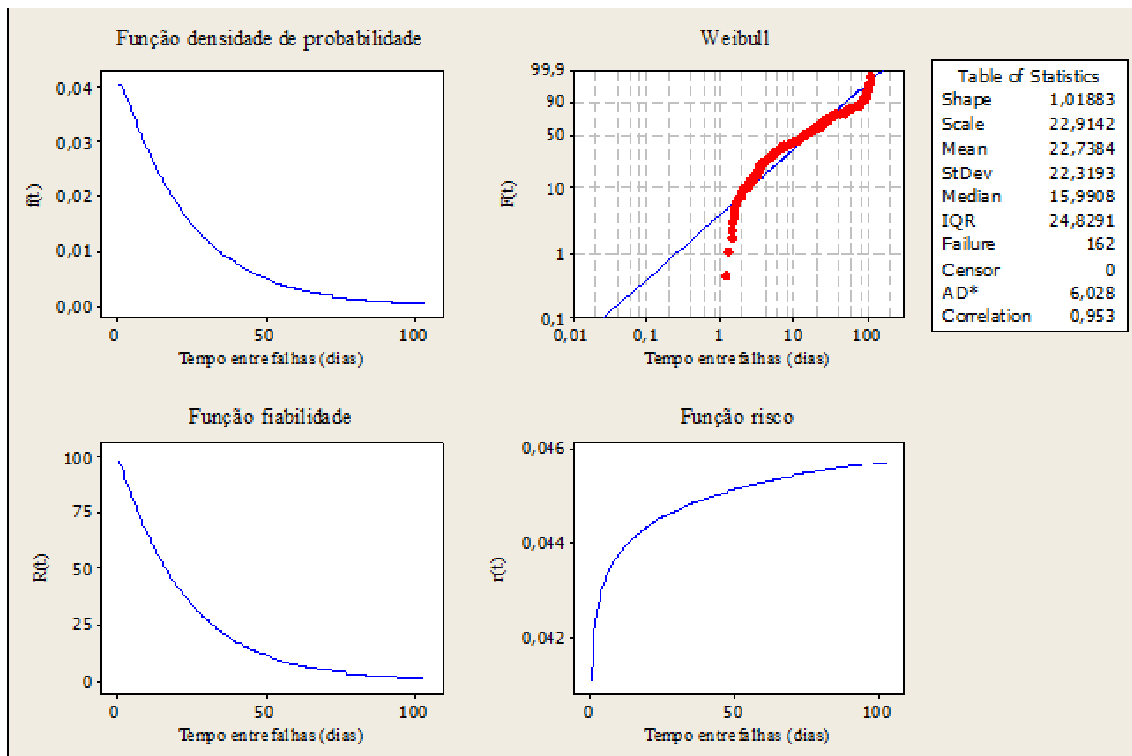 Função densidade de probabilidade
0,04
0,03
0,02
0,01
0,00
f(t)
0
50
100
Tempo entre falhas (dias)
Weibull
99,9
90
50
10
1
0,1
F(t)
0,01
0,1
1
10
100
Tempo entre falhas (dias)
Table of Statistics
Shape 1,01883
Scale 22,9142
Mean 22,7384
StDev 22,3193
Median 15,9908
IQR 24,8291
Failure 162
Censor 0
AD* 6,028
Correlation 0,953
Função fiabilidade
100
75
50
25
0
R(t)
0
50
100
Tempo entre falhas (dias)
Função risco
0,046
0,044
0,042
r(t)
0
50
100
Tempo entre falhas (dias)